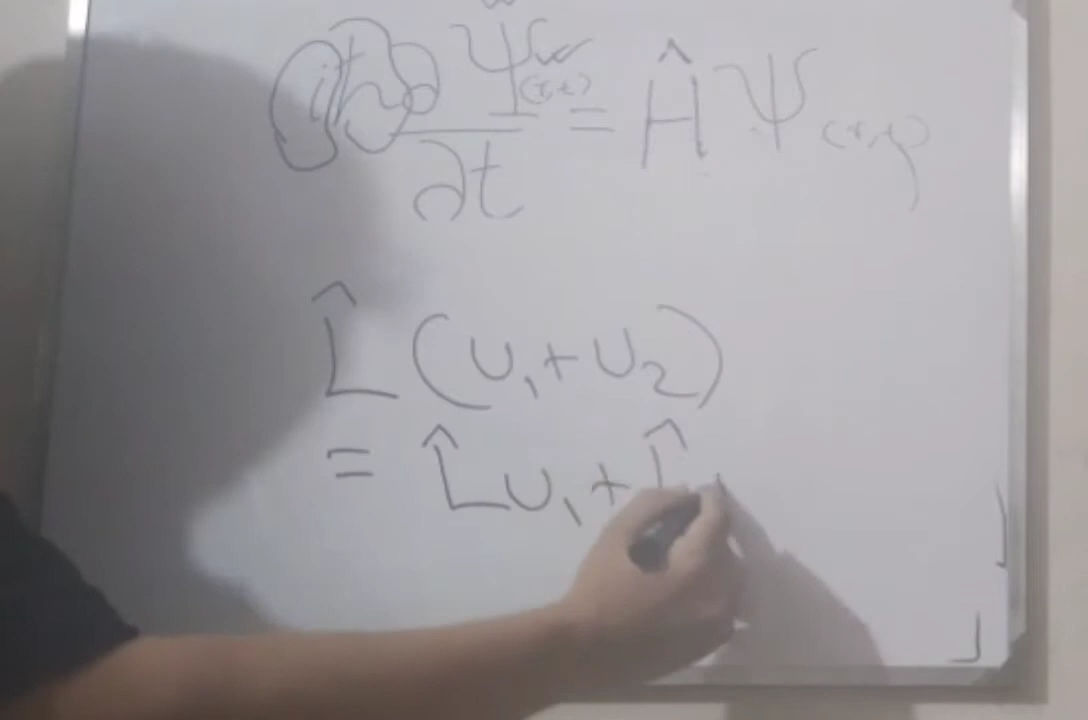 iℏ ∂Ψ(r,t) / ∂t = Ĥ Ψ(r,t)
L̂ (U₁ + U₂)
= L̂ U₁ + L̂